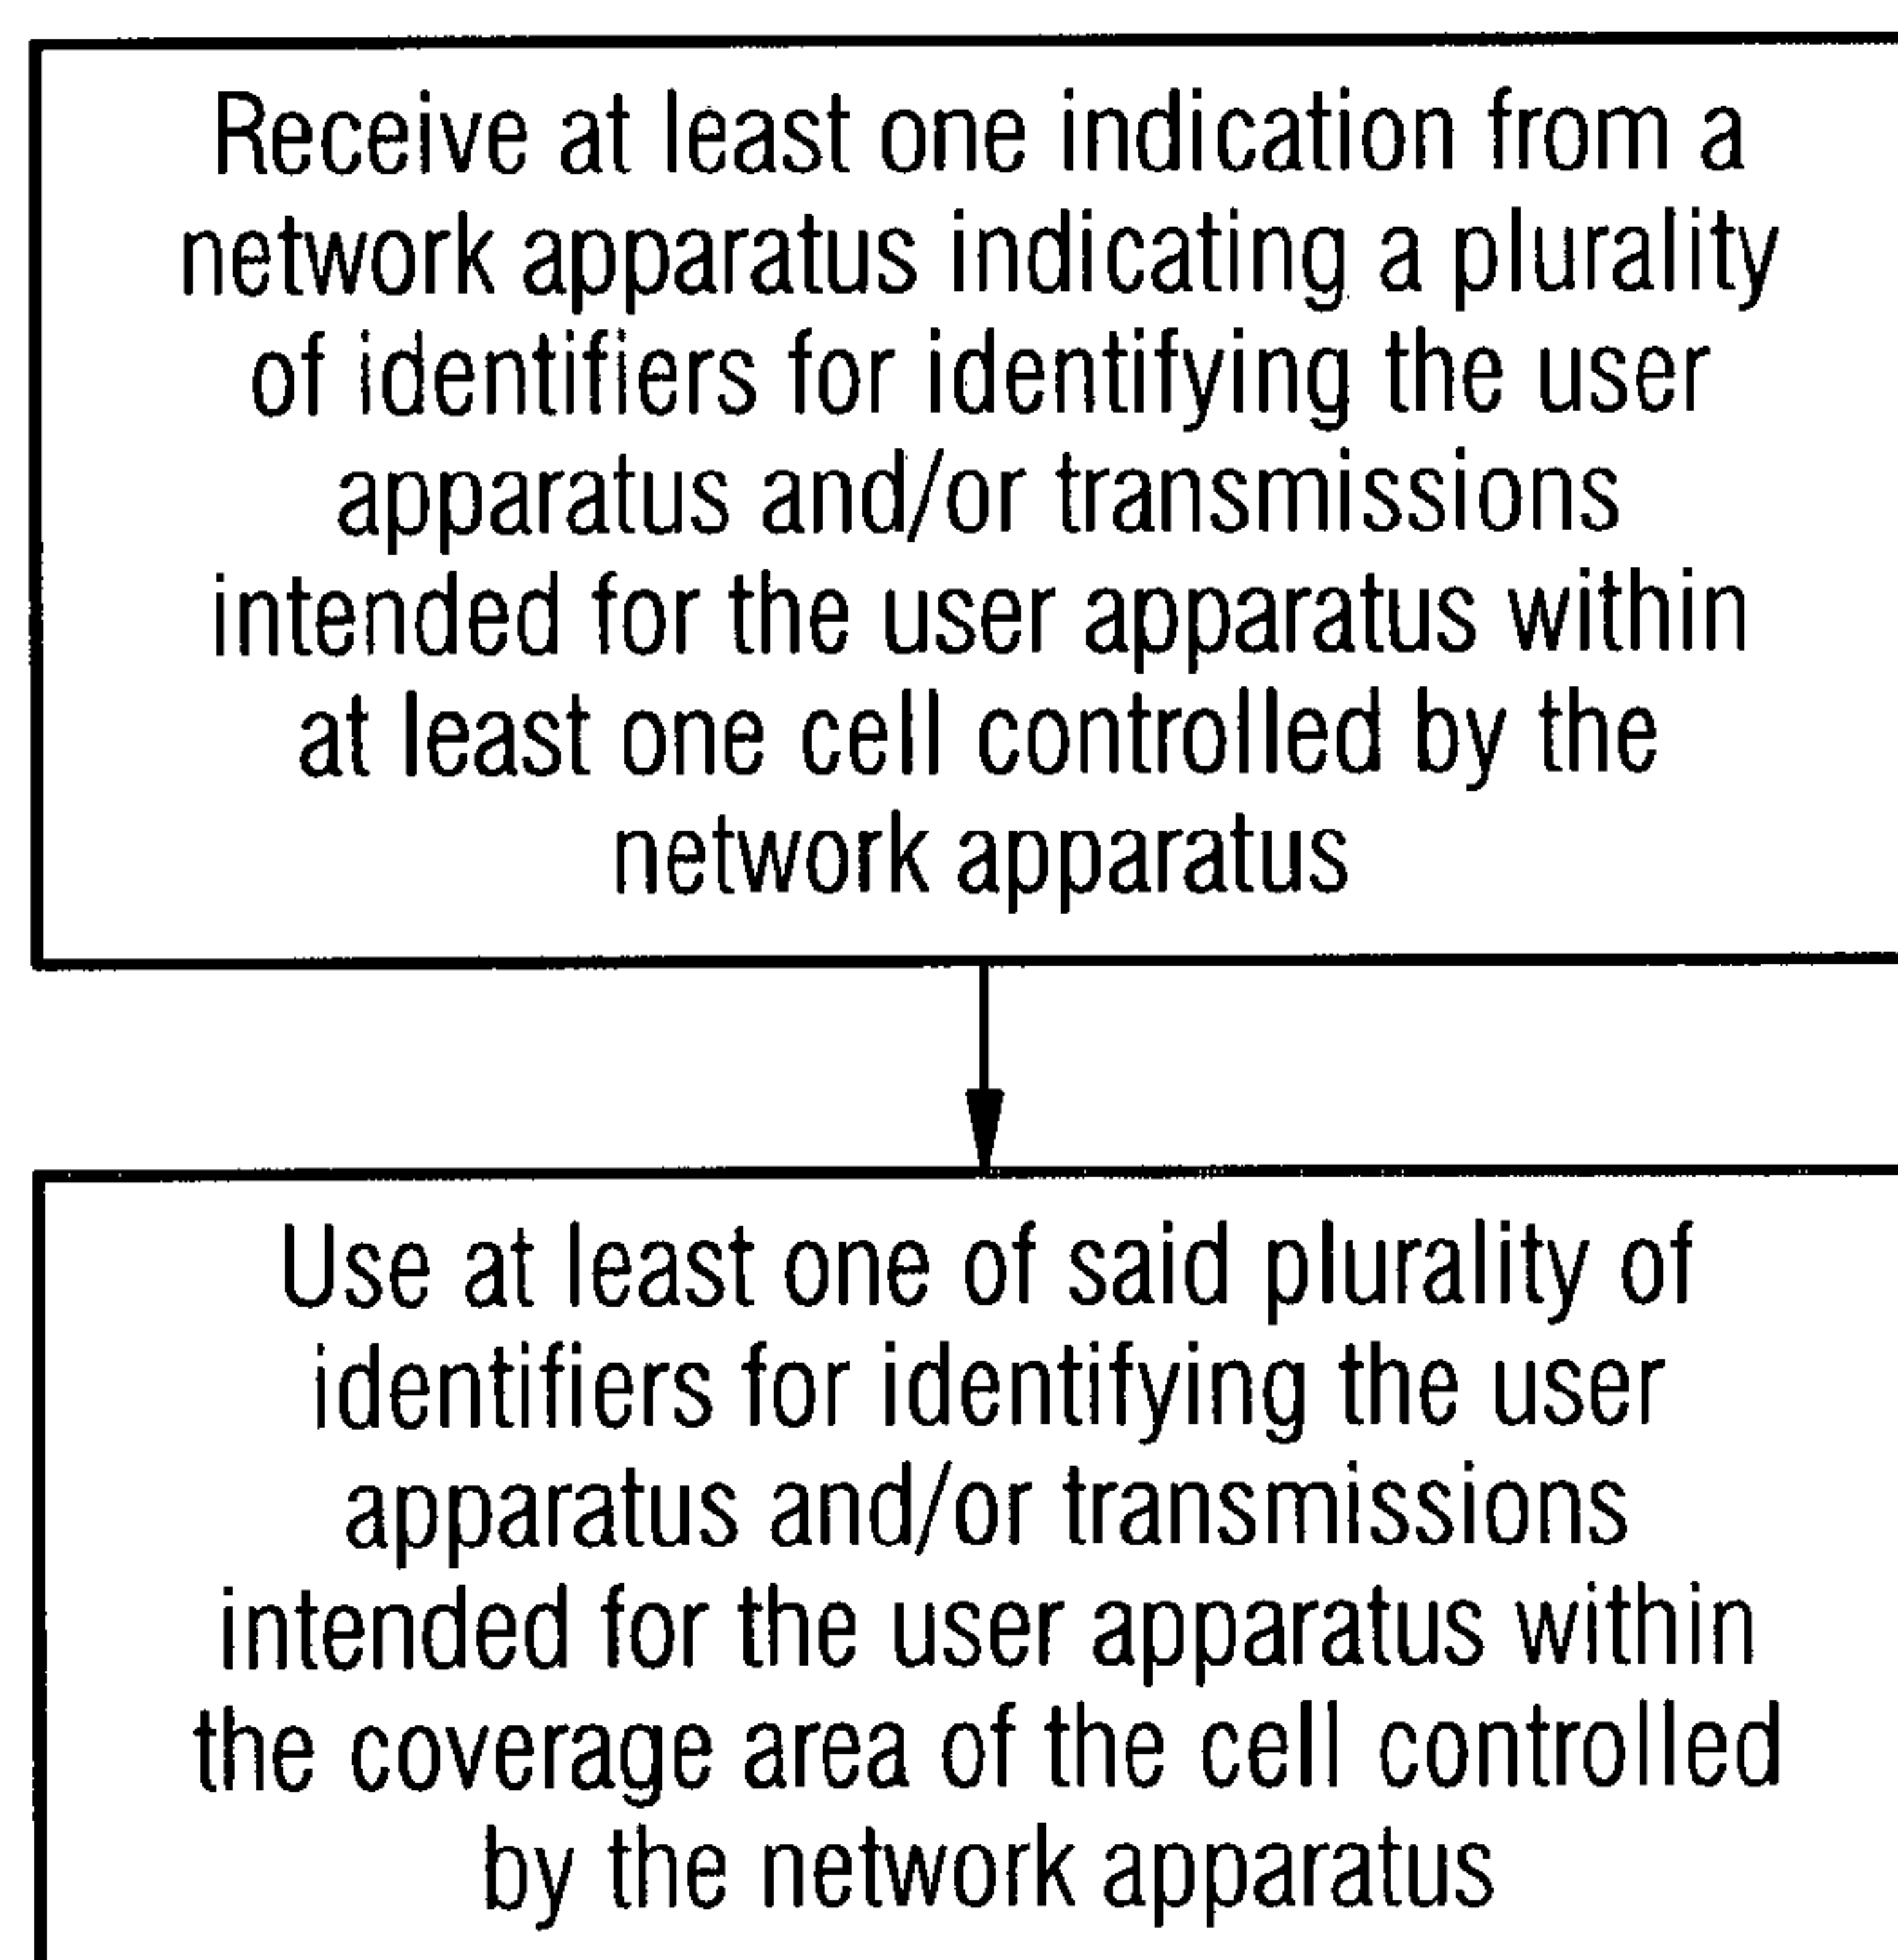 Receive at least one indication from a
network apparatus indicating a plurality
of identifiers for identifying the user
apparatus and/or transmissions
intended for the user apparatus within
at least one cell controlled by the
network apparatus
Use at least one of said plurality of
identifiers for identifying the user
apparatus and/or transmissions
intended for the user apparatus within
the coverage area of the cell controlled
by the network apparatus